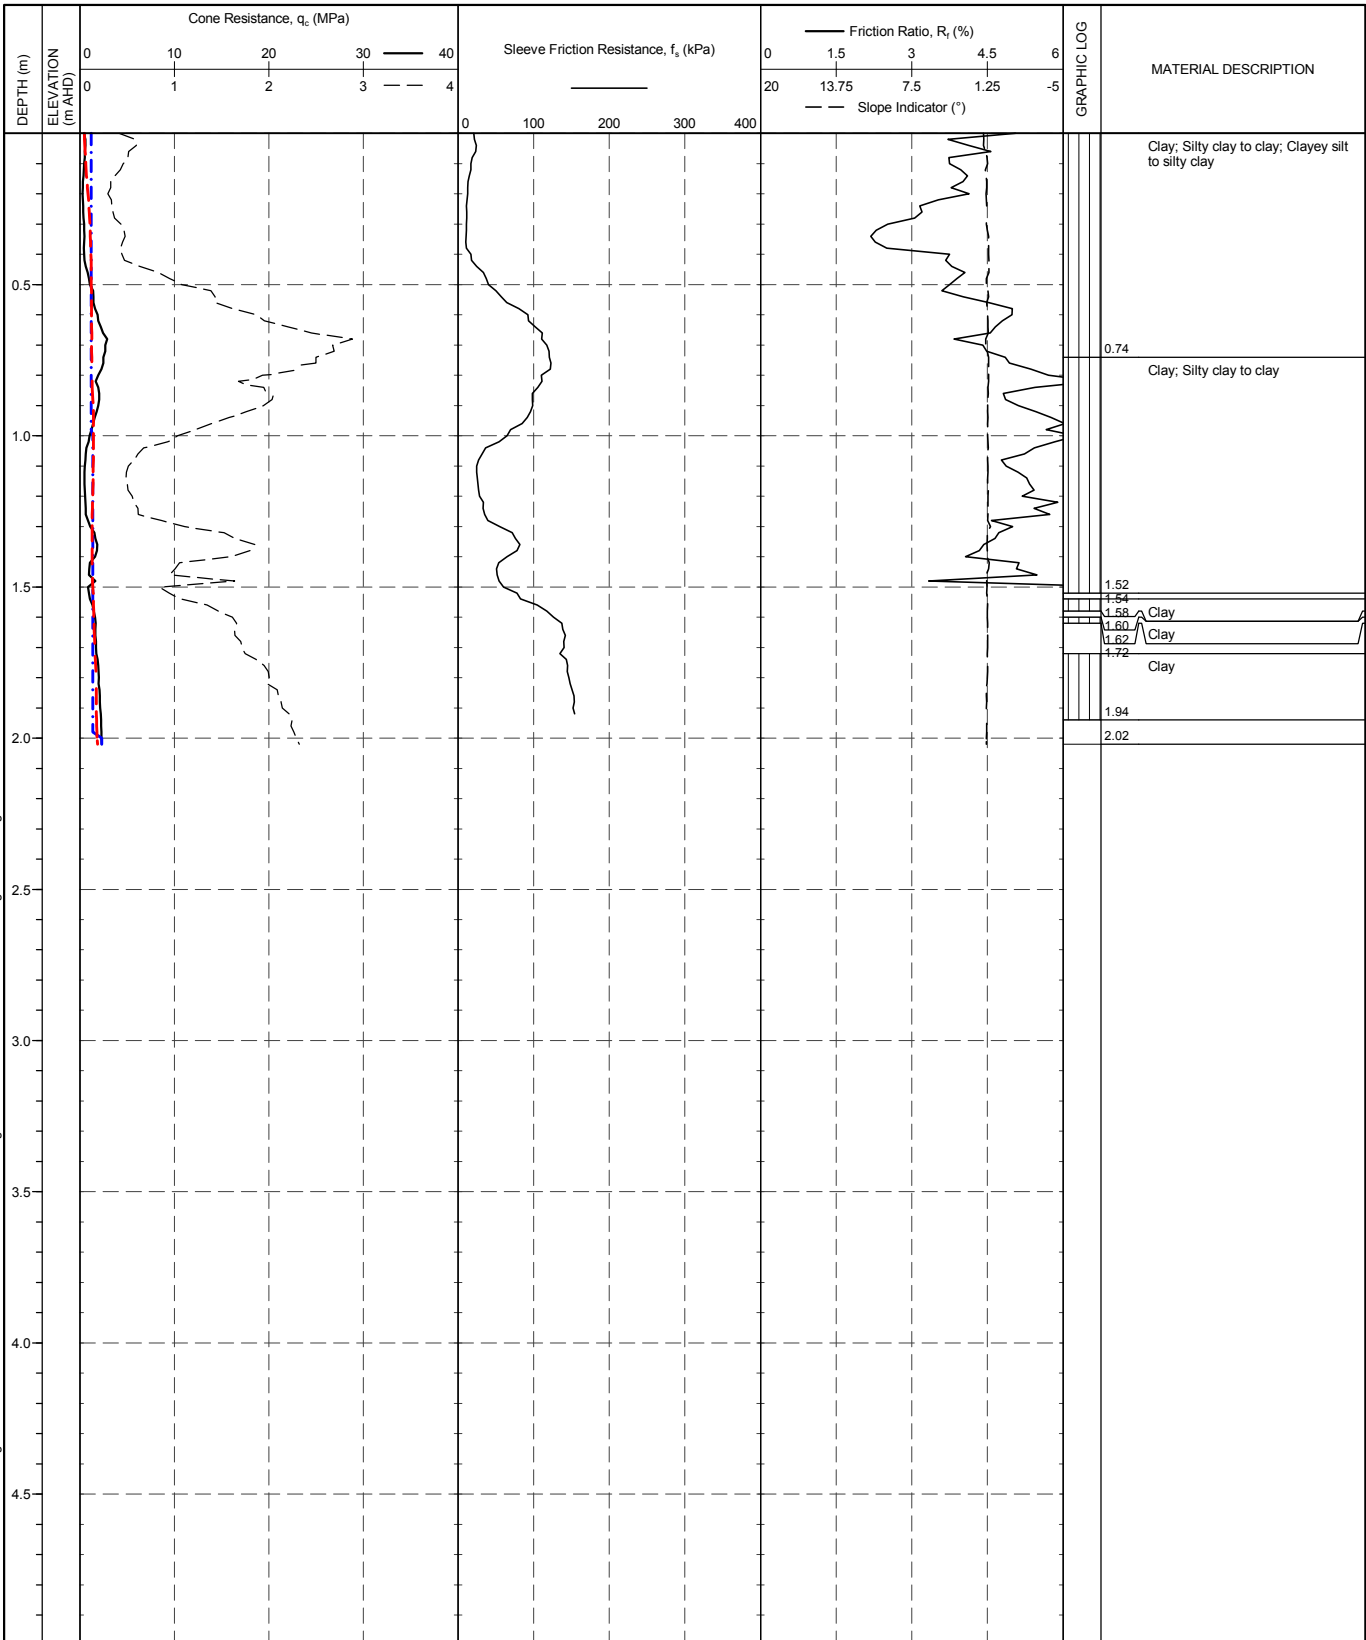 DEPTH (m)
ELEVATION
(m AHD)
Cone Resistance, qc (MPa)
0 10 20 30 40
0 1 2 3 4
Sleeve Friction Resistance, fs (kPa)
0 100 200 300 400
Friction Ratio, Rf (%)
0 1.5 3 4.5 6
20 13.75 7.5 1.25 -5
Slope Indicator (°)
GRAPHIC LOG
MATERIAL DESCRIPTION
Clay; Silty clay to clay; Clayey silt
to silty clay
0.5
0.74
Clay; Silty clay to clay
1.0
1.5
1.52
1.54
1.58 Clay
1.60
1.62 Clay
1.72
Clay
1.94
2.0
2.02
2.5
3.0
3.5
4.0
4.5